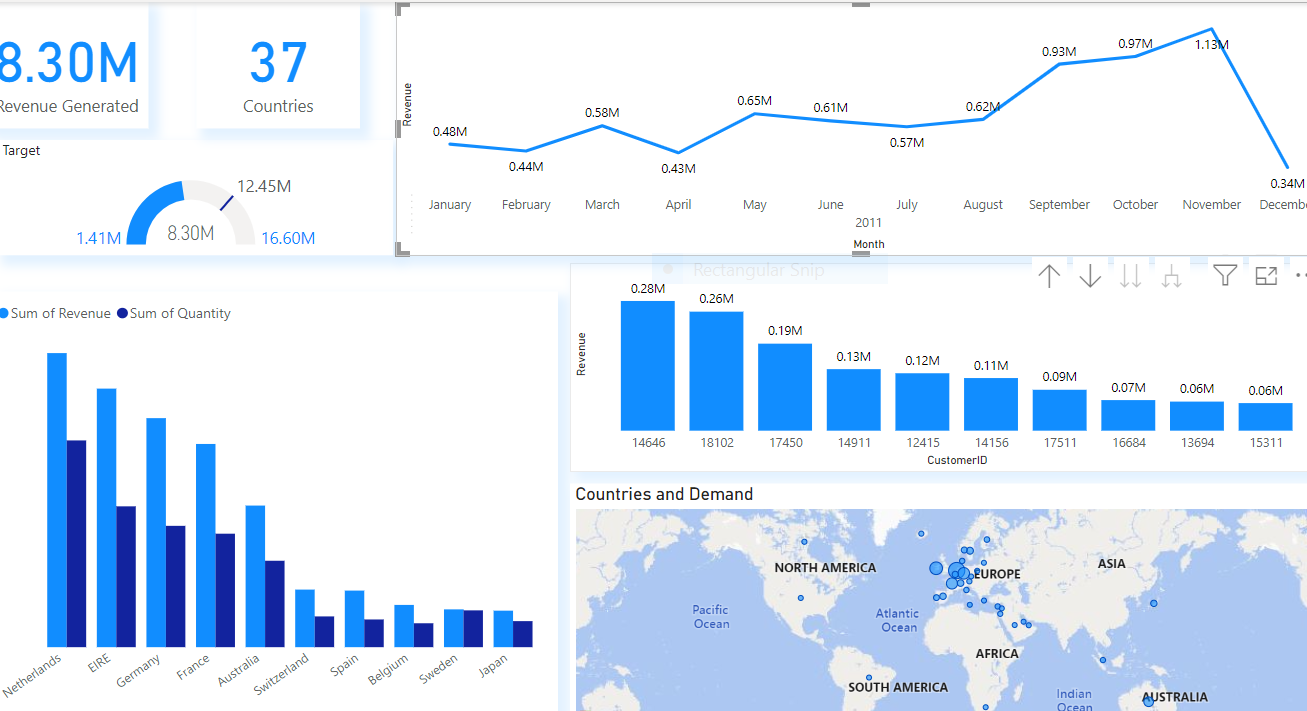 8.30M
Revenue Generated
37
Countries
Target
12.45M
1.41M
8.30M
16.60M
Revenue
0.48M
0.44M
0.58M
0.43M
0.65M
0.61M
0.57M
0.62M
0.93M
0.97M
1.13M
0.34M
January February March April May June July August September October November Decembe
2011
Month
Rectangular Snip
Sum of Revenue Sum of Quantity
Netherlands EIRE Germany France Australia Switzerland Spain Belgium Sweden Japan
Revenue
0.28M 0.26M 0.19M 0.13M 0.12M 0.11M 0.09M 0.07M 0.06M 0.06M
14646 18102 17450 14911 12415 14156 17511 16684 13694 15311
CustomerID
Countries and Demand
NORTH AMERICA
EUROPE
ASIA
Pacific
Ocean
Atlantic
Ocean
AFRICA
SOUTH AMERICA
Indian
Ocean
AUSTRALIA